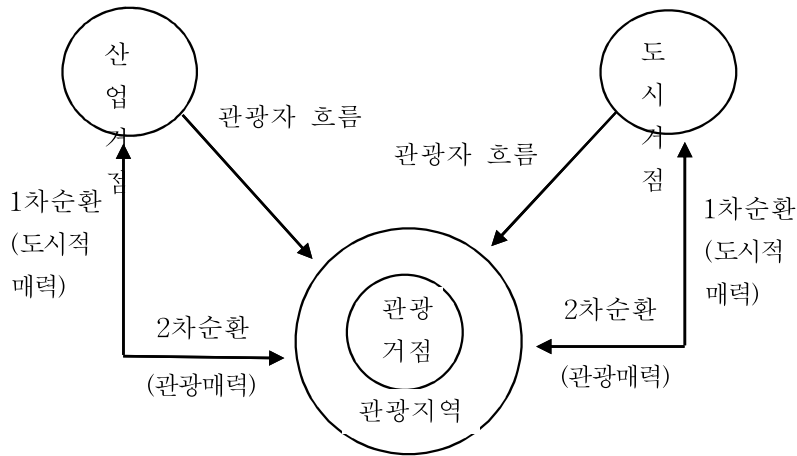 산
업
거
점
도
시
거
점
관광자 흐름
관광자 흐름
1차순환
(도시적
매력)
1차순환
(도시적
매력)
2차순환
(관광매력)
2차순환
(관광매력)
관광
거점
관광지역